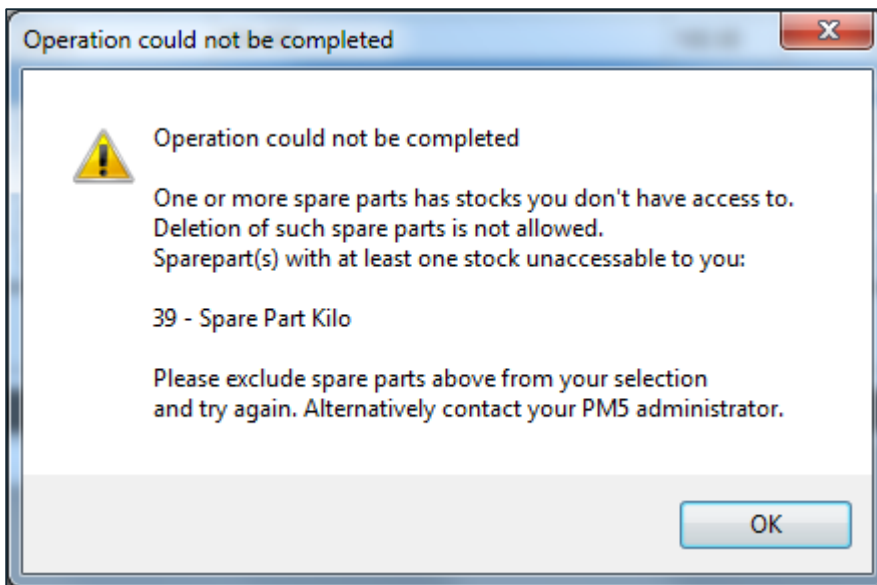 Operation could not be completed
Operation could not be completed
One or more spare parts has stocks you don't have access to.
Deletion of such spare parts is not allowed.
Sparepart(s) with at least one stock unaccessable to you:
39 - Spare Part Kilo
Please exclude spare parts above from your selection
and try again. Alternatively contact your PM5 administrator.
OK